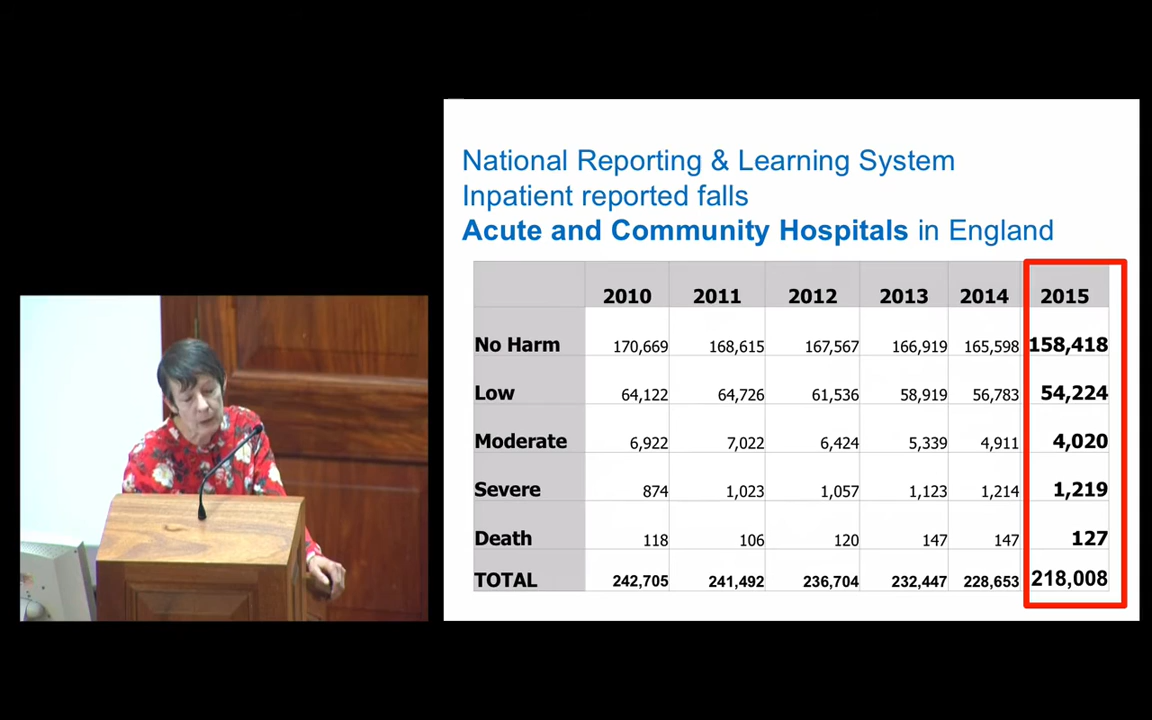 National Reporting & Learning System
Inpatient reported falls
Acute and Community Hospitals in England
2010 2011 2012 2013 2014 2015
No Harm 170,669 168,615 167,567 166,919 165,598 158,418
Low 64,122 64,726 61,536 58,919 56,783 54,224
Moderate 6,922 7,022 6,424 5,339 4,911 4,020
Severe 874 1,023 1,057 1,123 1,214 1,219
Death 118 106 120 147 147 127
TOTAL 242,705 241,492 236,704 232,447 228,653 218,008